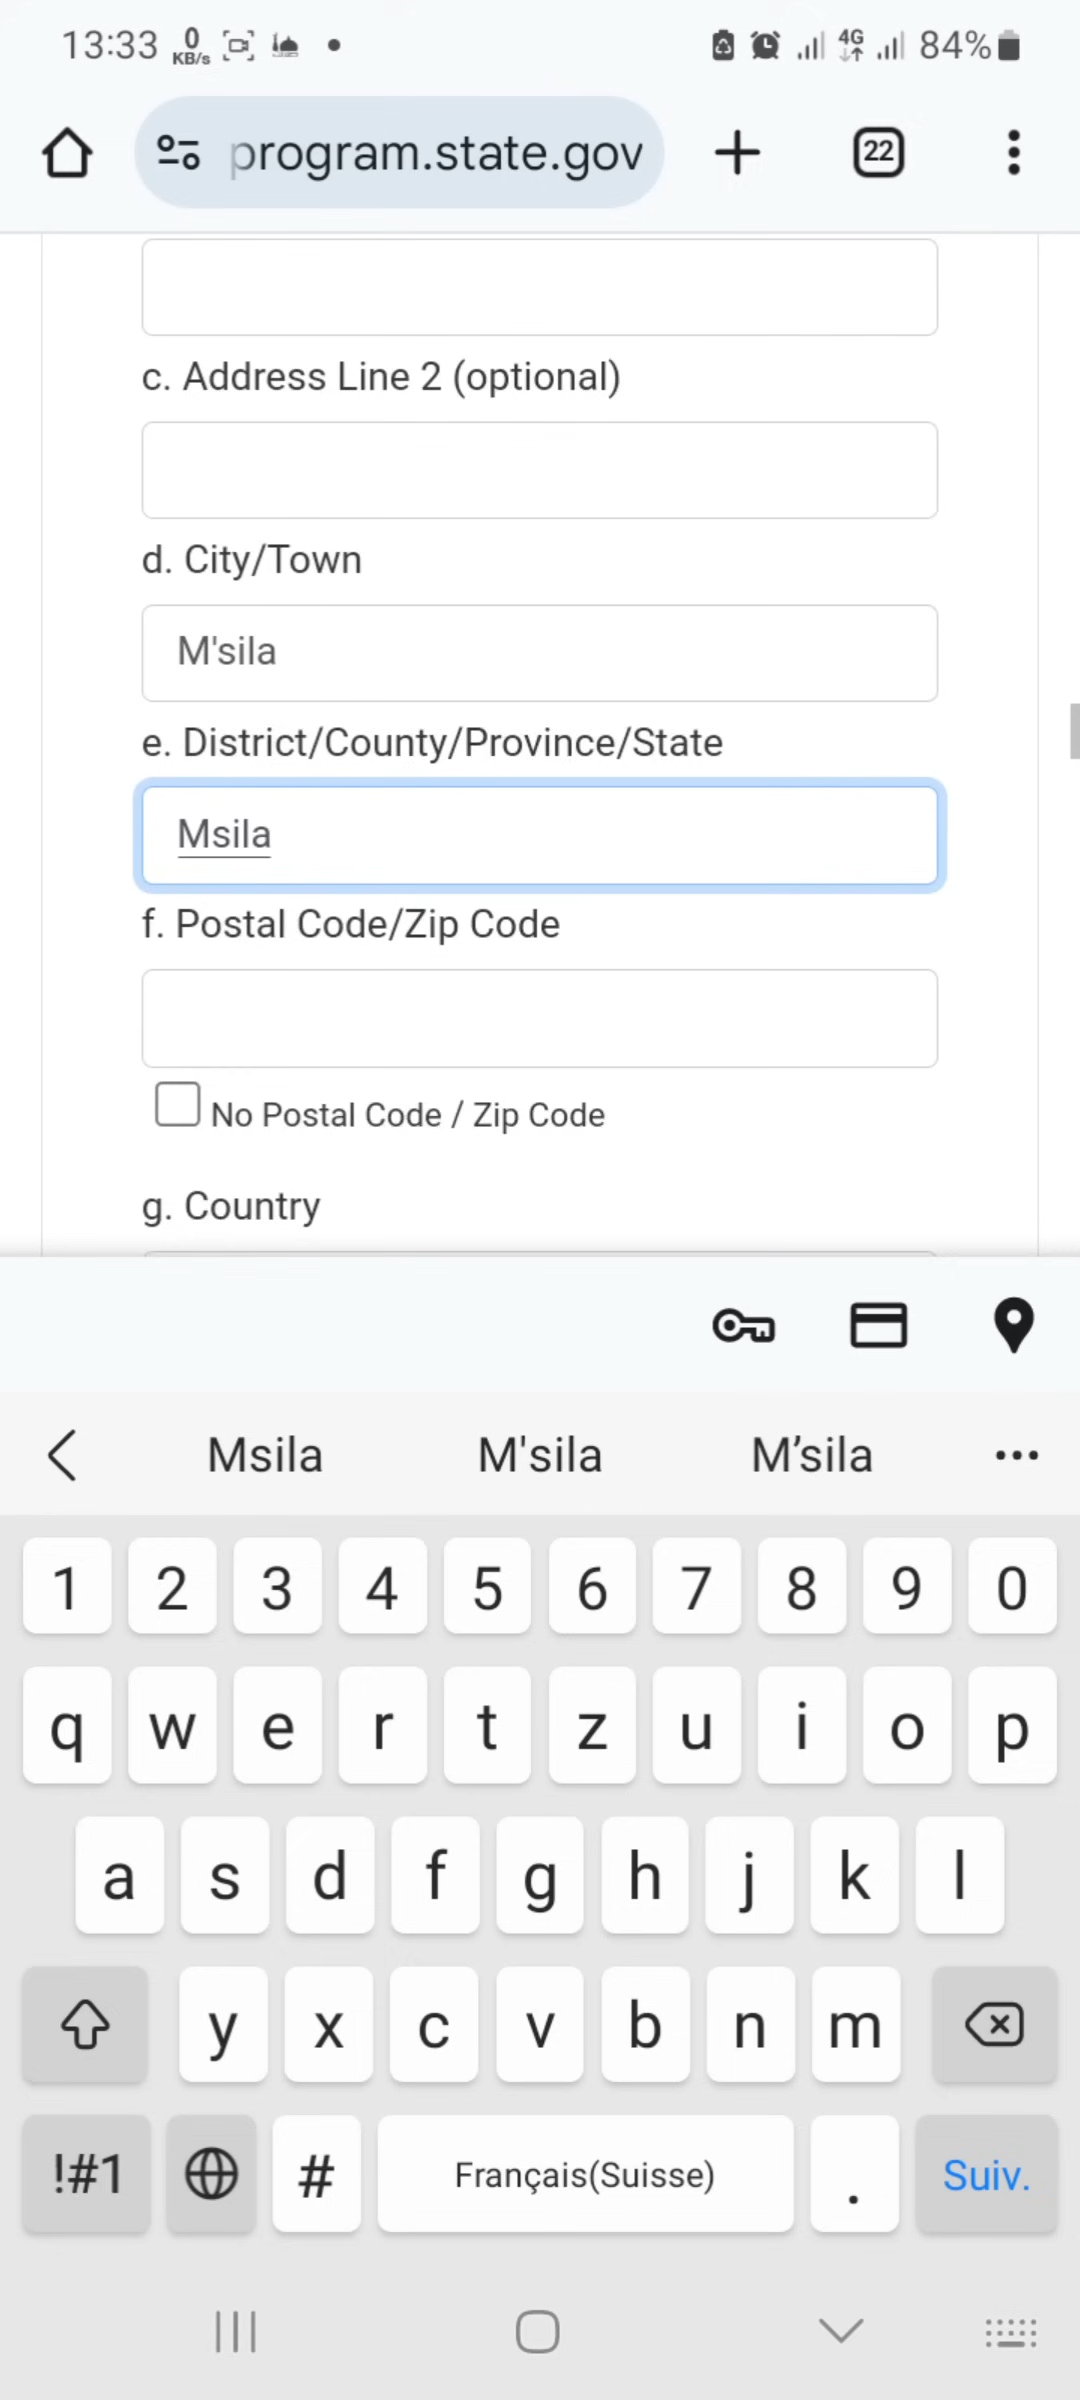 13:33 0 KB/s 4G 84%
program.state.gov 22
c. Address Line 2 (optional)
d. City/Town
M'sila
e. District/County/Province/State
Msila
f. Postal Code/Zip Code
No Postal Code / Zip Code
g. Country
Msila M'sila M’sila
1 2 3 4 5 6 7 8 9 0
q w e r t z u i o p
a s d f g h j k l
y x c v b n m
!#1 # Français(Suisse) . Suiv.